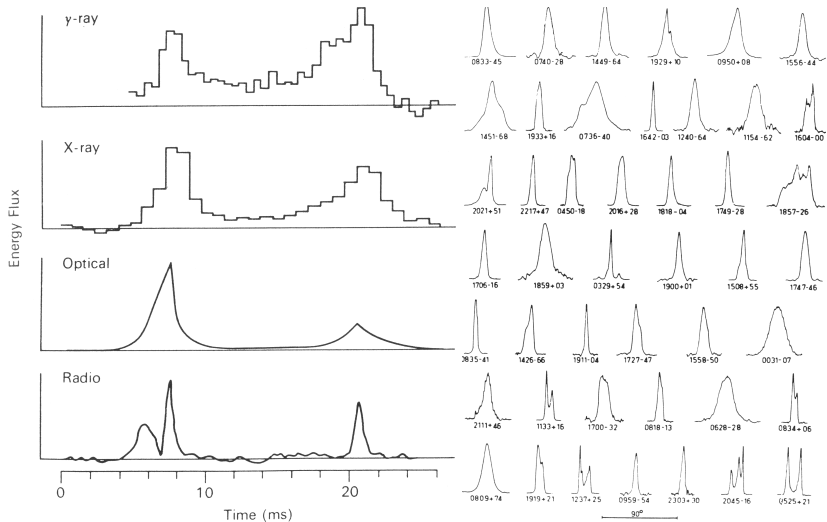 γ-ray
X-ray
Optical
Radio
Energy Flux
0 10 20
Time (ms)
0833-45 0740-28 1449-64 1929+10 0950+08 1556-44
1451-68 1933+16 0736-40 1642-03 1240-64 1154-62 1604-00
2021+51 2217+47 0450-18 2016+28 1818-04 1749-28 1857-26
1706-16 1859+03 0329+54 1900+01 1508+55 1747-46
0835-41 1426-66 1911-04 1727-47 1558-50 0031-07
2111+46 1133+16 1700-32 0818-13 0628-28 0834+06
0809+74 1919+21 1237+25 0959-54 2303+30 2045-16 0525+21
90°